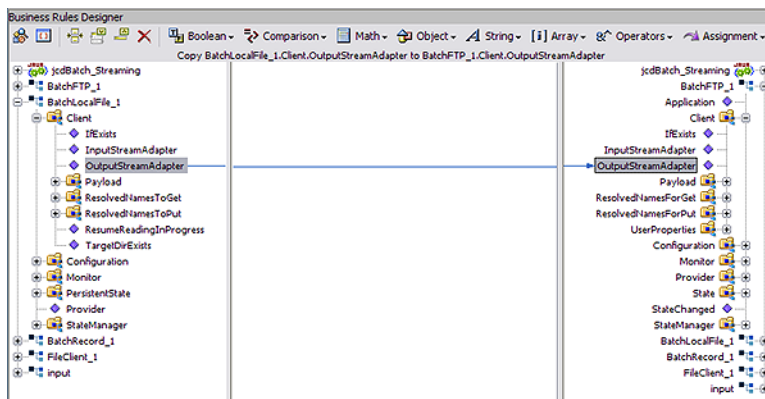 Business Rules Designer
Boolean Comparison Math Object String [i] Array Operators Assignment
Copy BatchLocalFile_1.Client.OutputStreamAdapter to BatchFTP_1.Client.OutputStreamAdapter
jcdBatch_Streaming
BatchFTP_1
BatchLocalFile_1
Client
IfExists
InputStreamAdapter
OutputStreamAdapter
Payload
ResolvedNamesToGet
ResolvedNamesToPut
ResumeReadingInProgress
TargetDirExists
Configuration
Monitor
PersistentState
Provider
StateManager
BatchRecord_1
FileClient_1
input
jcdBatch_Streaming
BatchFTP_1
Application
Client
IfExists
InputStreamAdapter
OutputStreamAdapter
Payload
ResolvedNamesForGet
ResolvedNamesForPut
UserProperties
Configuration
Monitor
Provider
State
StateChanged
StateManager
BatchLocalFile_1
BatchRecord_1
FileClient_1
input